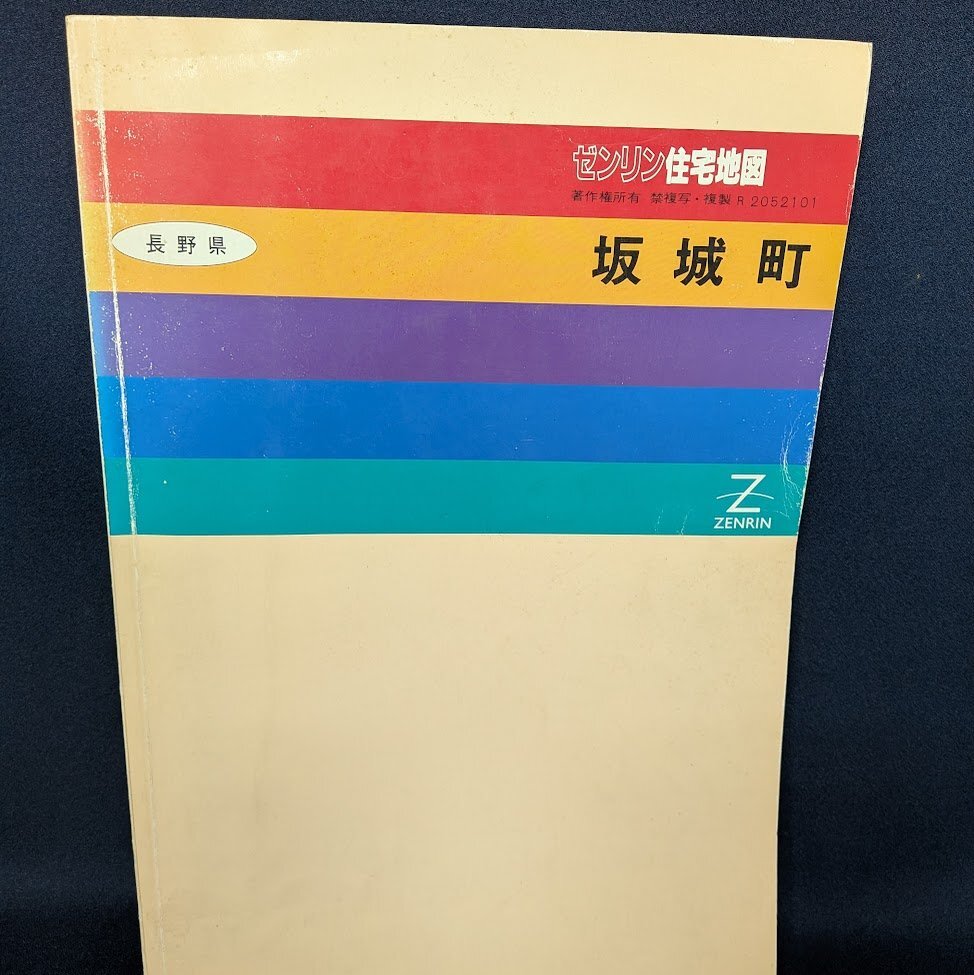 ゼンリン住宅地図
著作権所有 禁複写・複製 R 2052101
長野県
坂城町
Z
ZENRIN